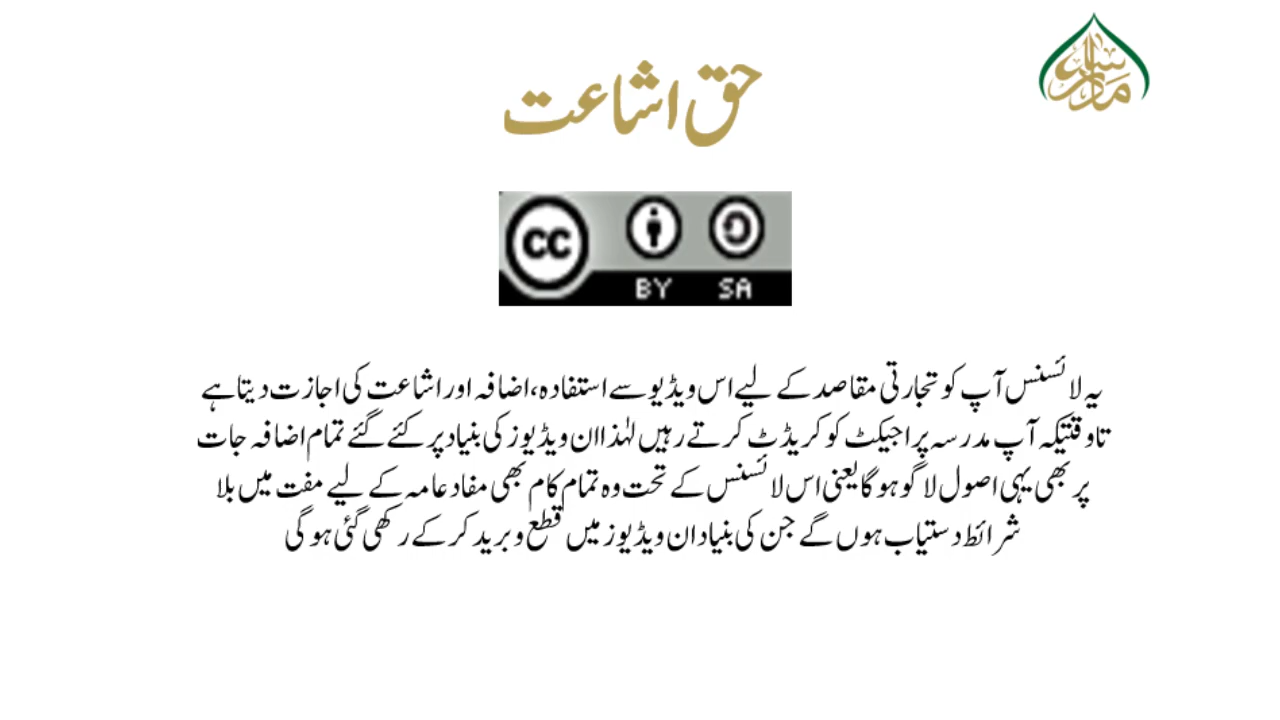 مدرسہ
حق اشاعت
CC BY SA
یہ لائسنس آپ کو تجارتی مقاصد کے لیے اس ویڈیو سے استفادہ، اضافہ اور اشاعت کی اجازت دیتا ہے
تاوقتیکہ آپ مدرسہ پراجیکٹ کو کریڈٹ کرتے رہیں لہٰذا ان ویڈیوز کی بنیاد پر کئے گئے تمام اضافہ جات
پر بھی یہی اصول لاگو ہوگا یعنی اس لائسنس کے تحت وہ تمام کام بھی مفاد عامہ کے لیے مفت میں بلا
شرائط دستیاب ہوں گے جن کی بنیاد ان ویڈیوز میں قطع و برید کر کے رکھی گئی ہوگی